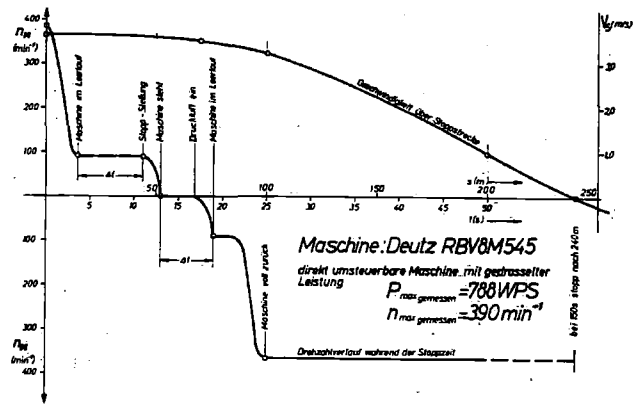 400
n_BB
(min⁻¹)
300
200
100
100
200
300
n_BB
(min⁻¹)
400
Maschine im Leerlauf
Stopp-Stellung
Maschine steht
Druckluft ein
Maschine im Leerlauf
Maschine voll zurück
Δt
Δt
Geschwindigkeit über Stoppstrecke
V_S (m/s)
3,0
2,0
1,0
50
100
200
250
s(m)
5
10
15
20
25
30
35
40
45
50
t(s)
Maschine: Deutz RBV8M545
direkt umsteuerbare Maschine mit gedrosselter
Leistung
P_max gemessen = 788 WPS
n_max gemessen = 390 min⁻¹
Drehzahlverlauf während der Stoppzeit
bei 150s stopp nach 240m